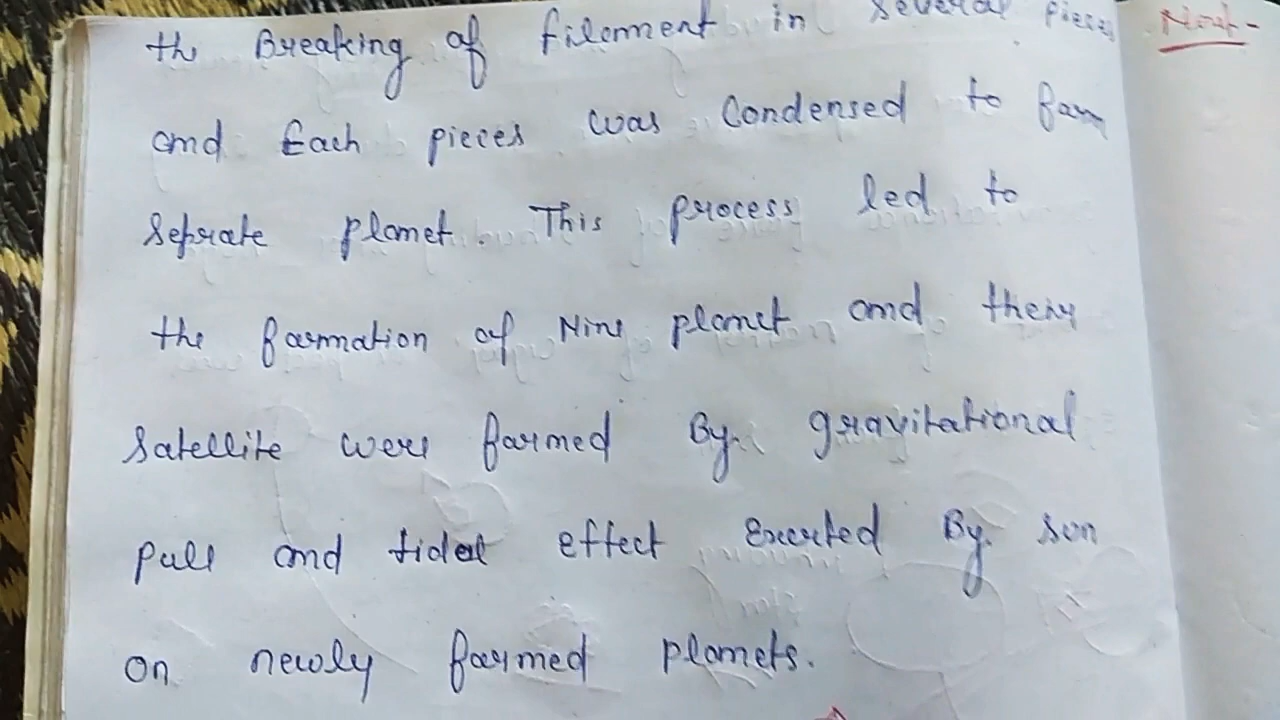 the Breaking of filament in several pieces
and Each pieces was Condensed to form
Seprate planet. This process led to
the formation of Nine planet and their
Satellite were formed By gravitational
pull and tidal effect Exerted By sun
on newly formed planets.